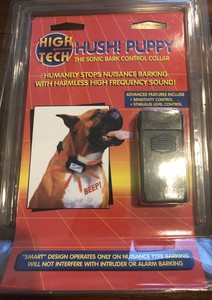 HIGH
TECH
HUSH! PUPPY
THE SONIC BARK CONTROL COLLAR
HUMANELY STOPS NUISANCE BARKING
WITH HARMLESS HIGH FREQUENCY SOUND!
ADVANCED FEATURES INCLUDE
• SENSITIVITY CONTROL
• STIMULUS LEVEL CONTROL
BEEP!
"SMART" DESIGN OPERATES ONLY ON NUISANCE TYPE BARKING
WILL NOT INTERFERE WITH INTRUDER OR ALARM BARKING